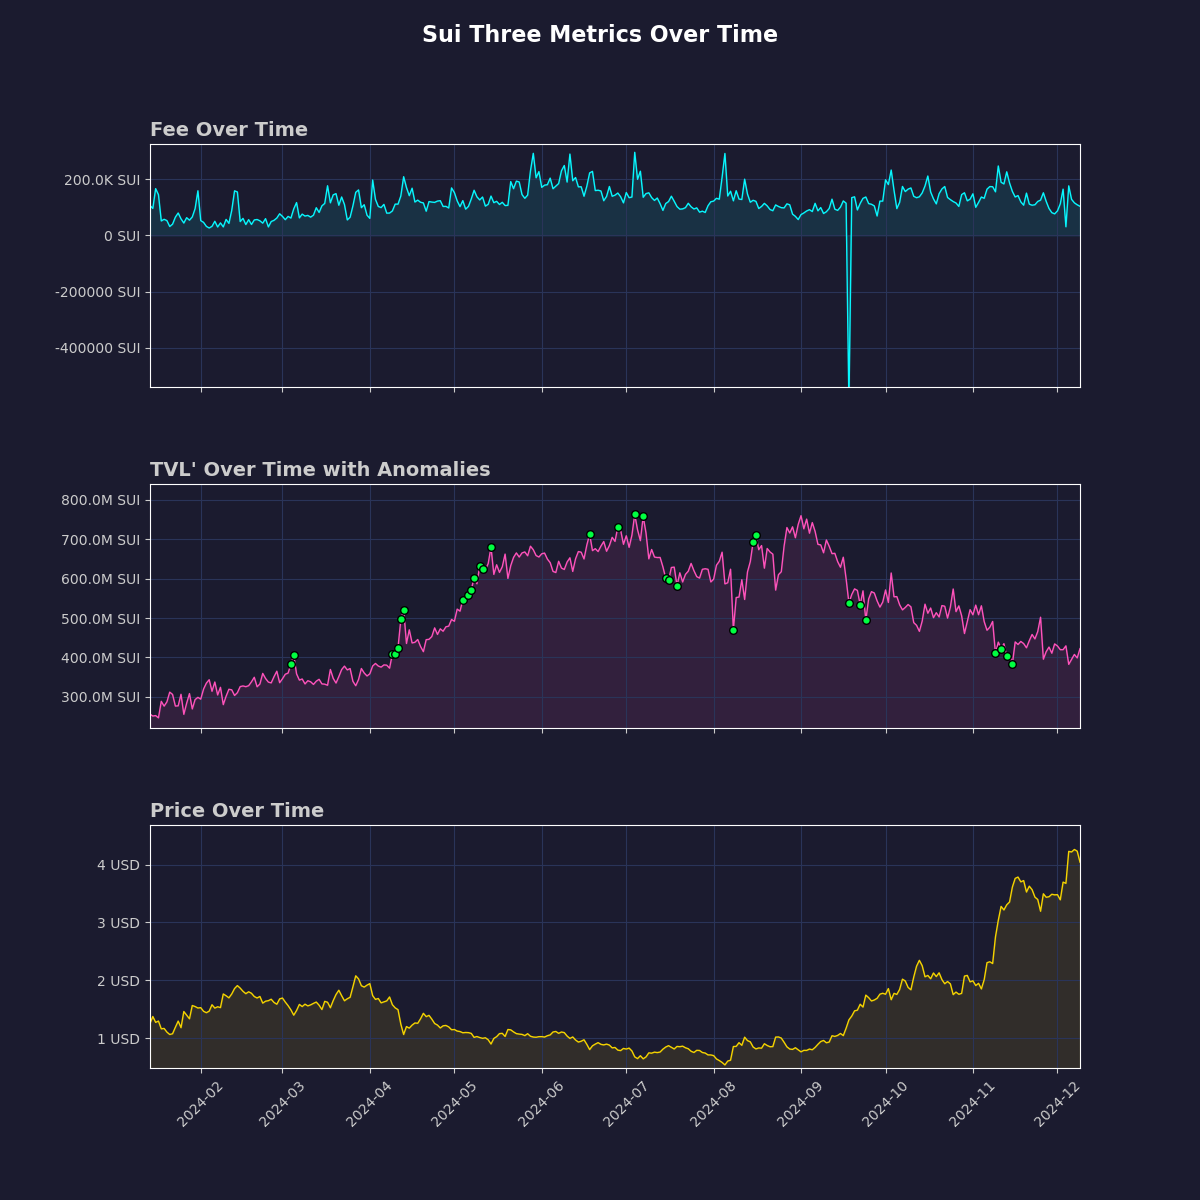 Sui Three Metrics Over Time
Fee Over Time
200.0K SUI
0 SUI
-200000 SUI
-400000 SUI
TVL' Over Time with Anomalies
800.0M SUI
700.0M SUI
600.0M SUI
500.0M SUI
400.0M SUI
300.0M SUI
Price Over Time
4 USD
3 USD
2 USD
1 USD
2024-02 2024-03 2024-04 2024-05 2024-06 2024-07 2024-08 2024-09 2024-10 2024-11 2024-12